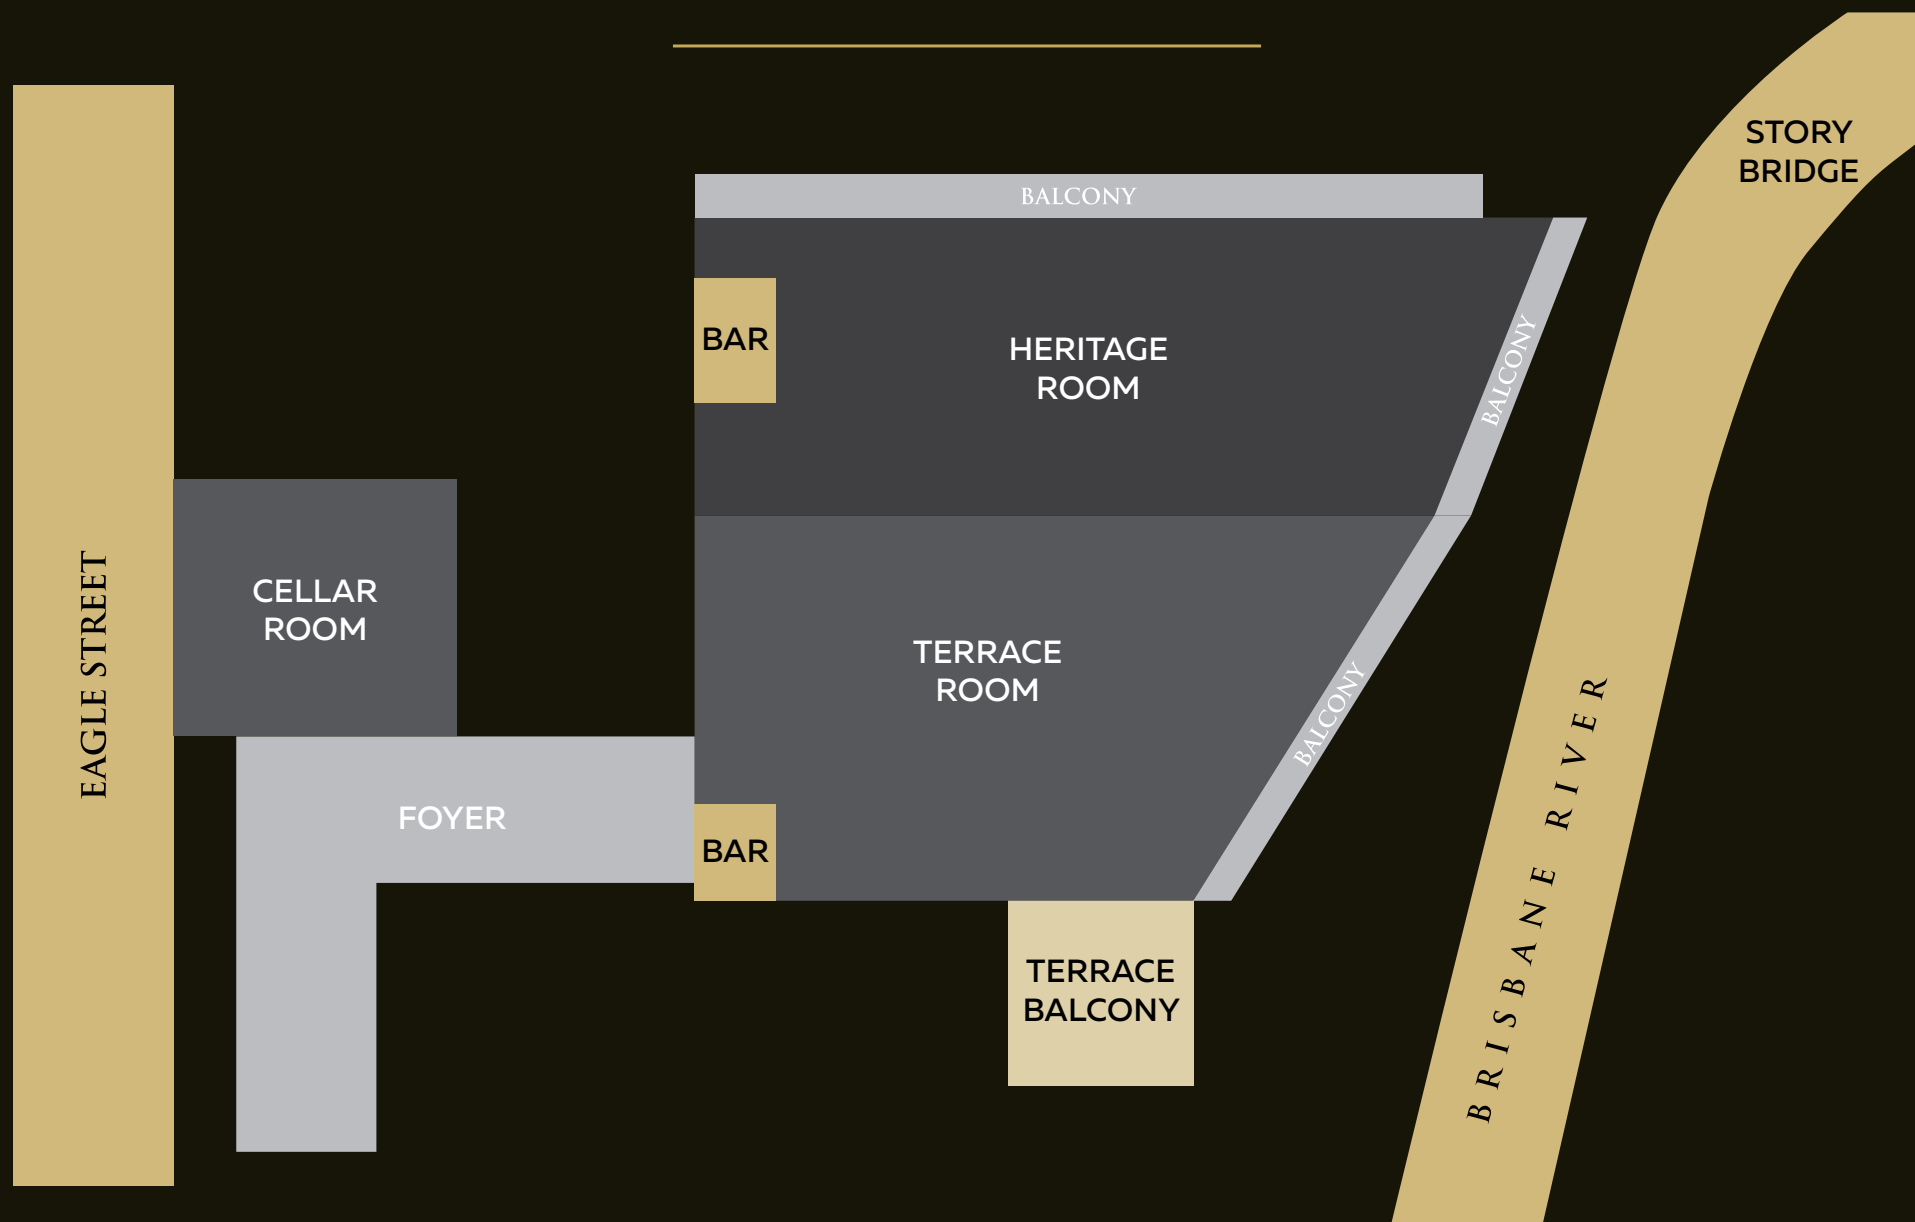 STORY
BRIDGE
BALCONY
BAR
HERITAGE
ROOM
BALCONY
EAGLE STREET
CELLAR
ROOM
TERRACE
ROOM
BALCONY
FOYER
BAR
TERRACE
BALCONY
BRISBANE RIVER